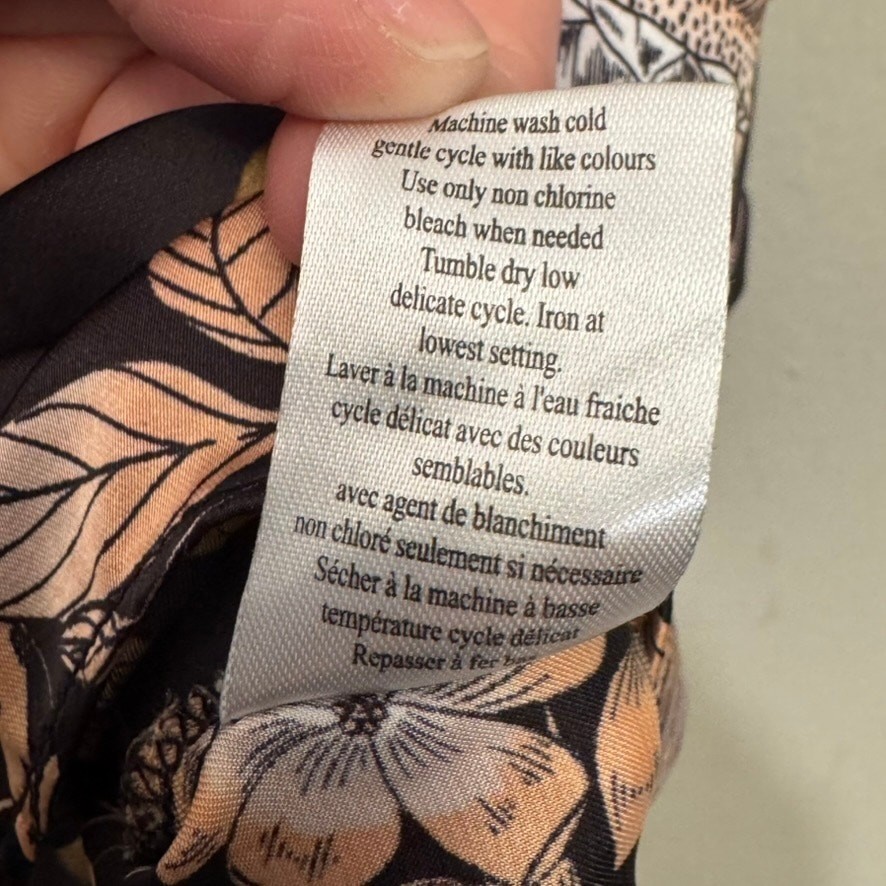 Machine wash cold
gentle cycle with like colours
Use only non chlorine
bleach when needed
Tumble dry low
delicate cycle. Iron at
lowest setting.
Laver à la machine à l'eau fraiche
cycle délicat avec des couleurs
semblables.
avec agent de blanchiment
non chloré seulement si nécessaire
Sécher à la machine à basse
température cycle délicat
Repasser à fer